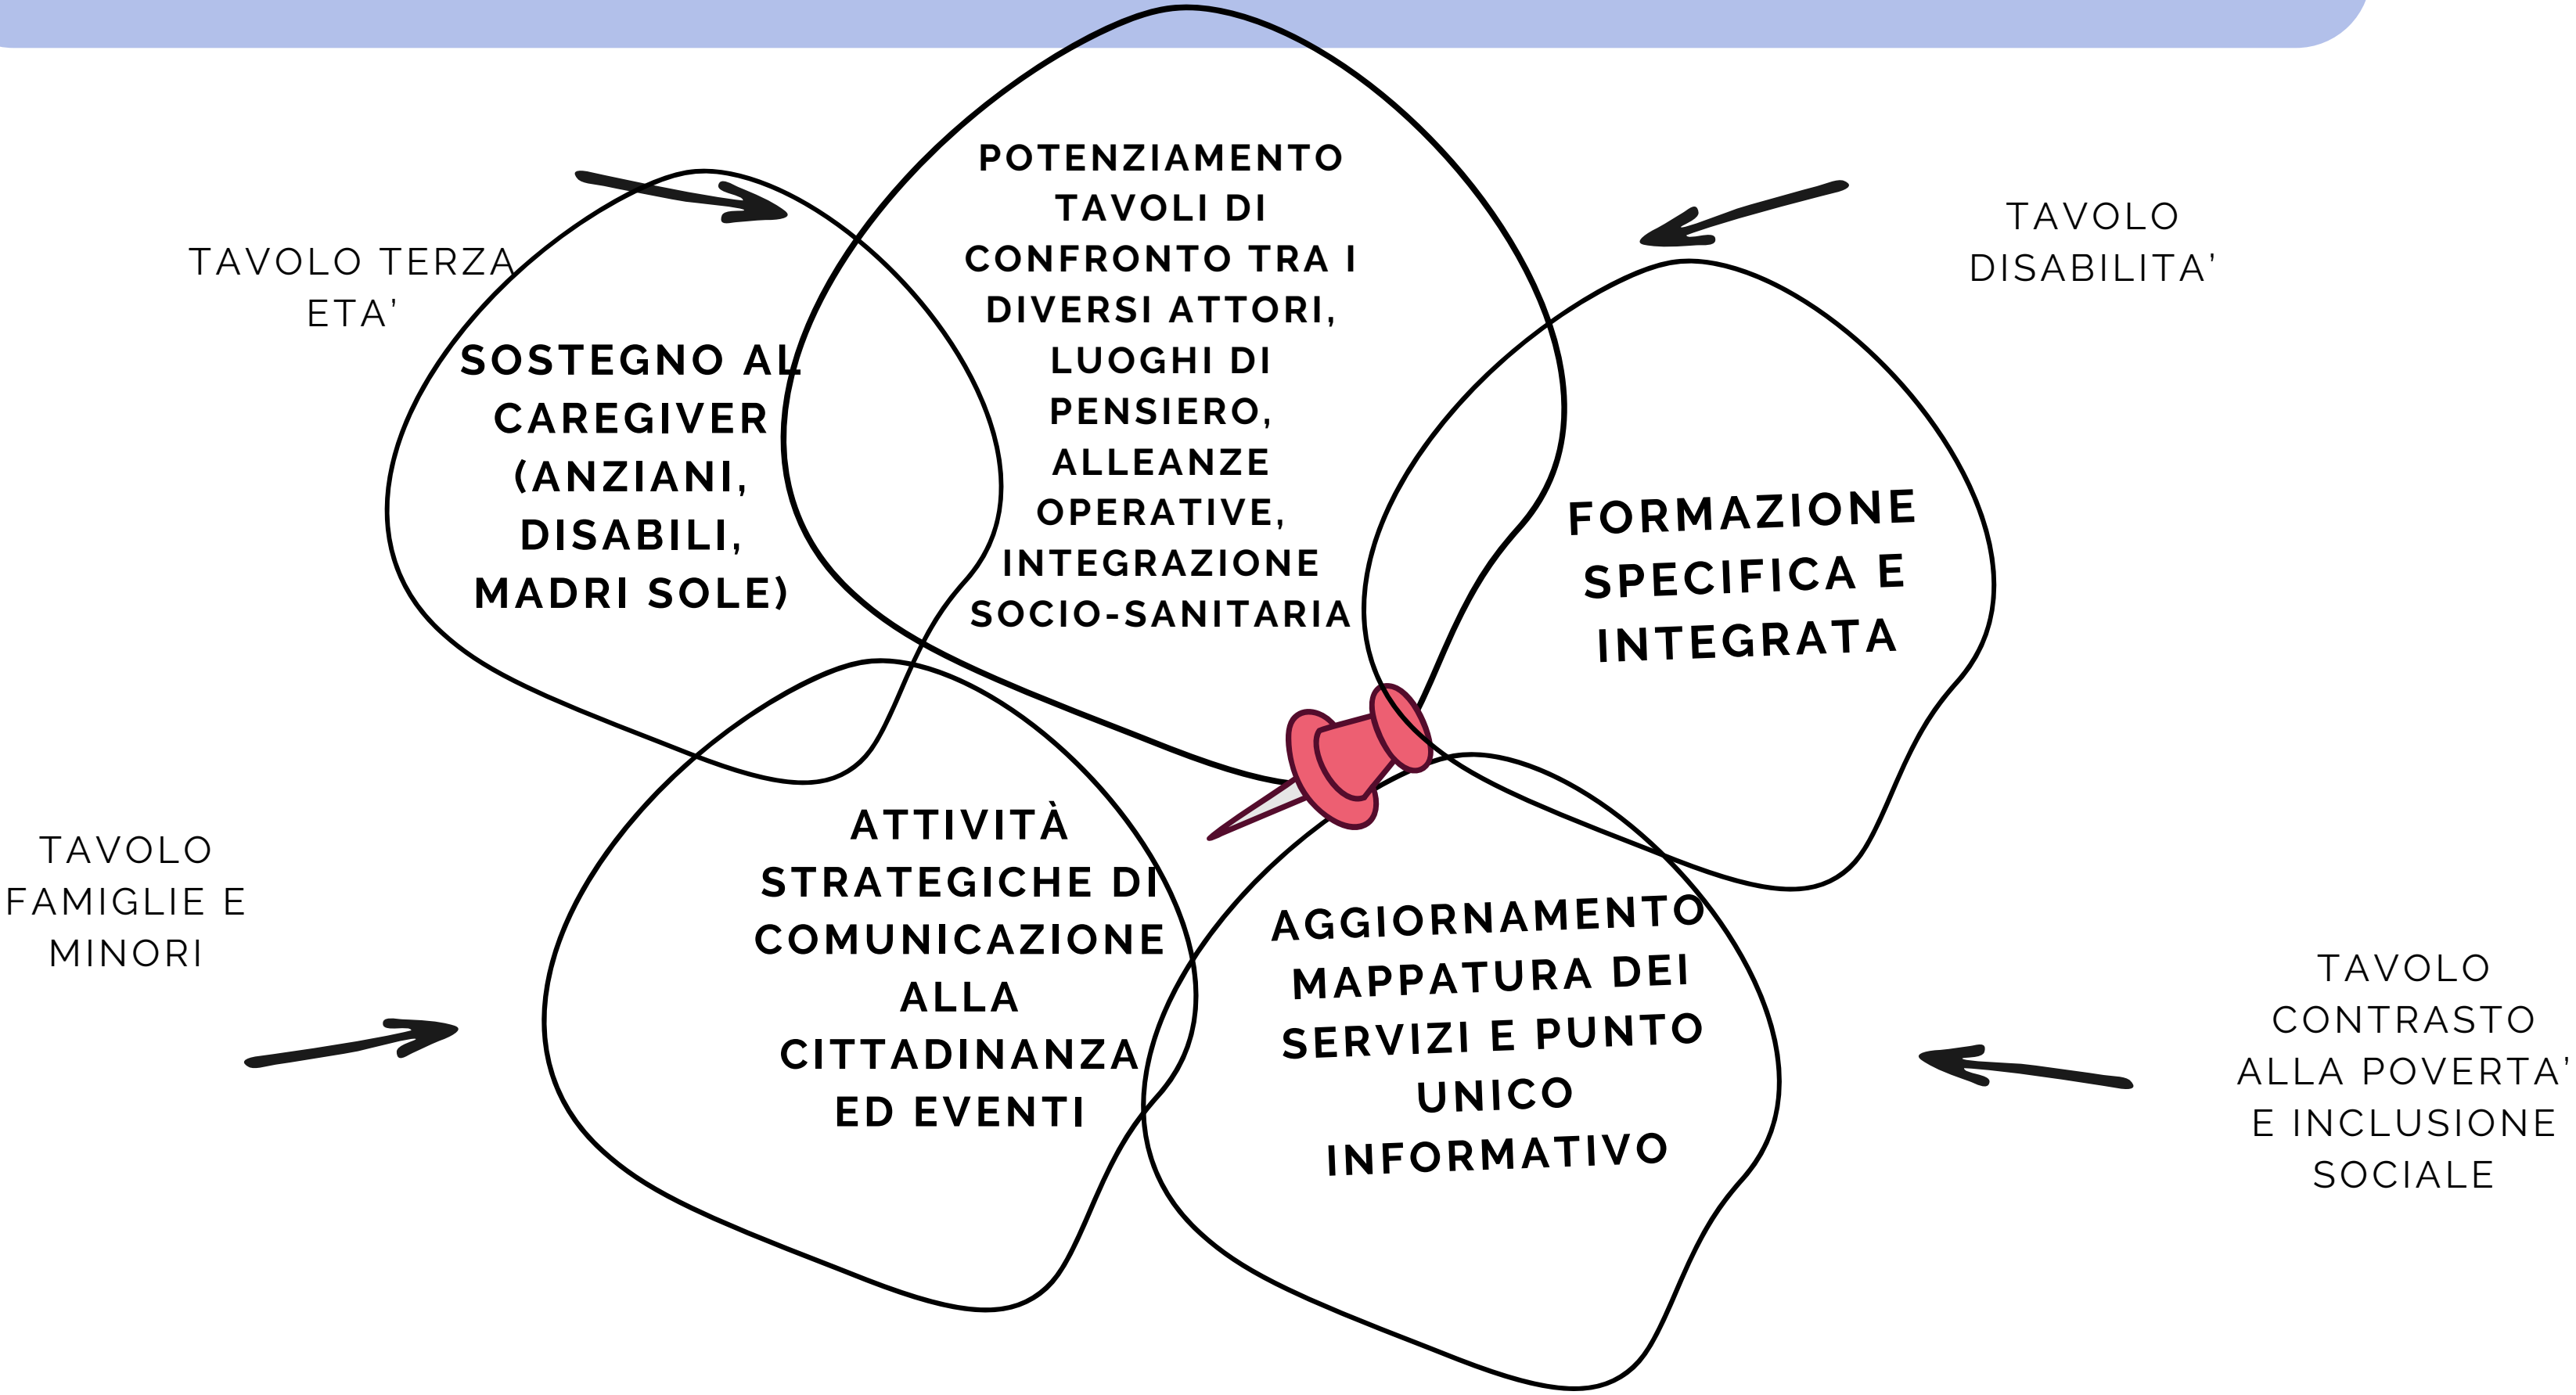 POTENZIAMENTO
TAVOLI DI
CONFRONTO TRA I
DIVERSI ATTORI,
LUOGHI DI
PENSIERO,
ALLEANZE
OPERATIVE,
INTEGRAZIONE
SOCIO-SANITARIA
TAVOLO TERZA
ETA’
TAVOLO
DISABILITA’
SOSTEGNO AL
CAREGIVER
(ANZIANI,
DISABILI,
MADRI SOLE)
FORMAZIONE
SPECIFICA E
INTEGRATA
TAVOLO
FAMIGLIE E
MINORI
ATTIVITÀ
STRATEGICHE DI
COMUNICAZIONE
ALLA
CITTADINANZA
ED EVENTI
AGGIORNAMENTO
MAPPATURA DEI
SERVIZI E PUNTO
UNICO
INFORMATIVO
TAVOLO
CONTRASTO
ALLA POVERTA’
E INCLUSIONE
SOCIALE